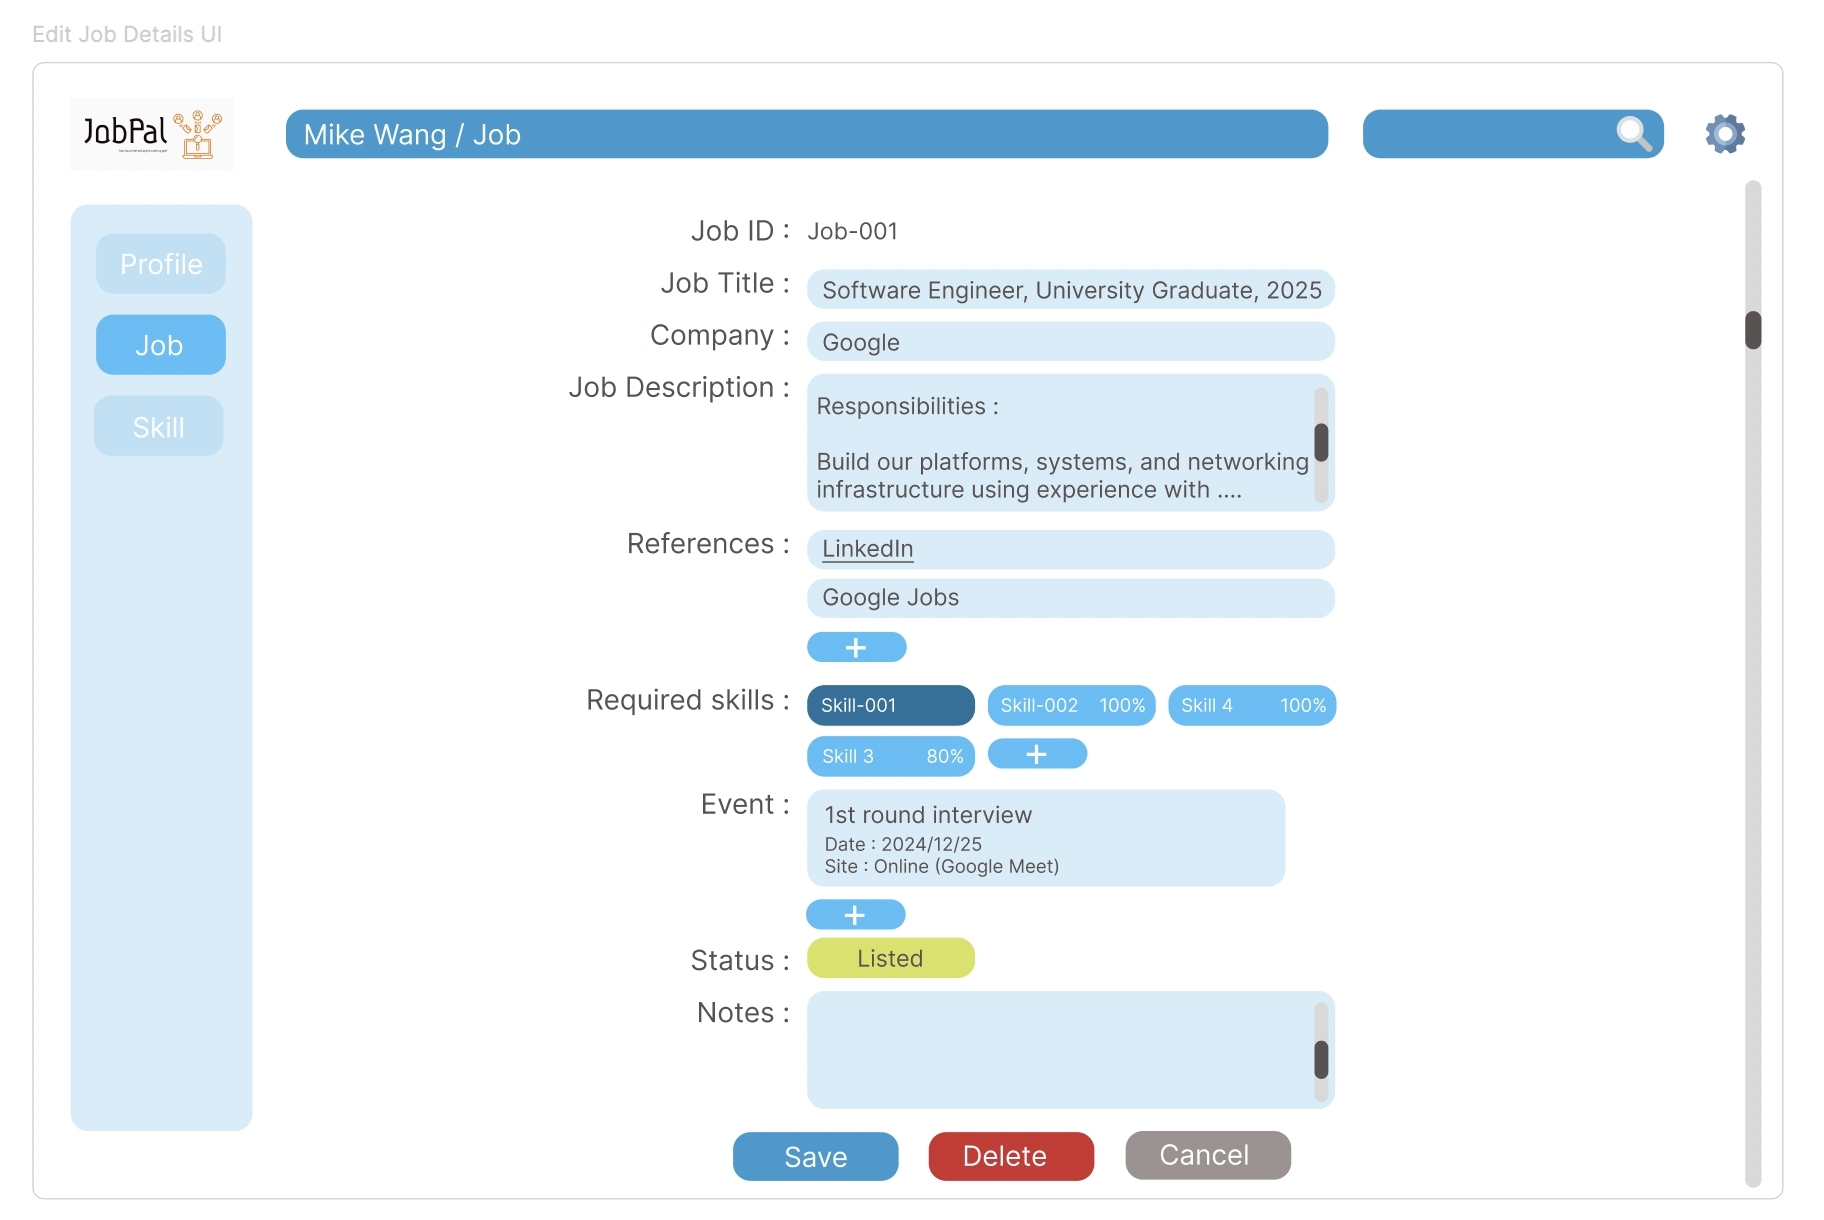 Edit Job Details UI
JobPal
Mike Wang / Job
Profile
Job
Skill
Job ID : Job-001
Job Title : Software Engineer, University Graduate, 2025
Company : Google
Job Description : Responsibilities :
Build our platforms, systems, and networking
infrastructure using experience with ....
References : LinkedIn
Google Jobs
+
Required skills : Skill-001 Skill-002 100% Skill 4 100%
Skill 3 80% +
Event : 1st round interview
Date : 2024/12/25
Site : Online (Google Meet)
+
Status : Listed
Notes :
Save Delete Cancel